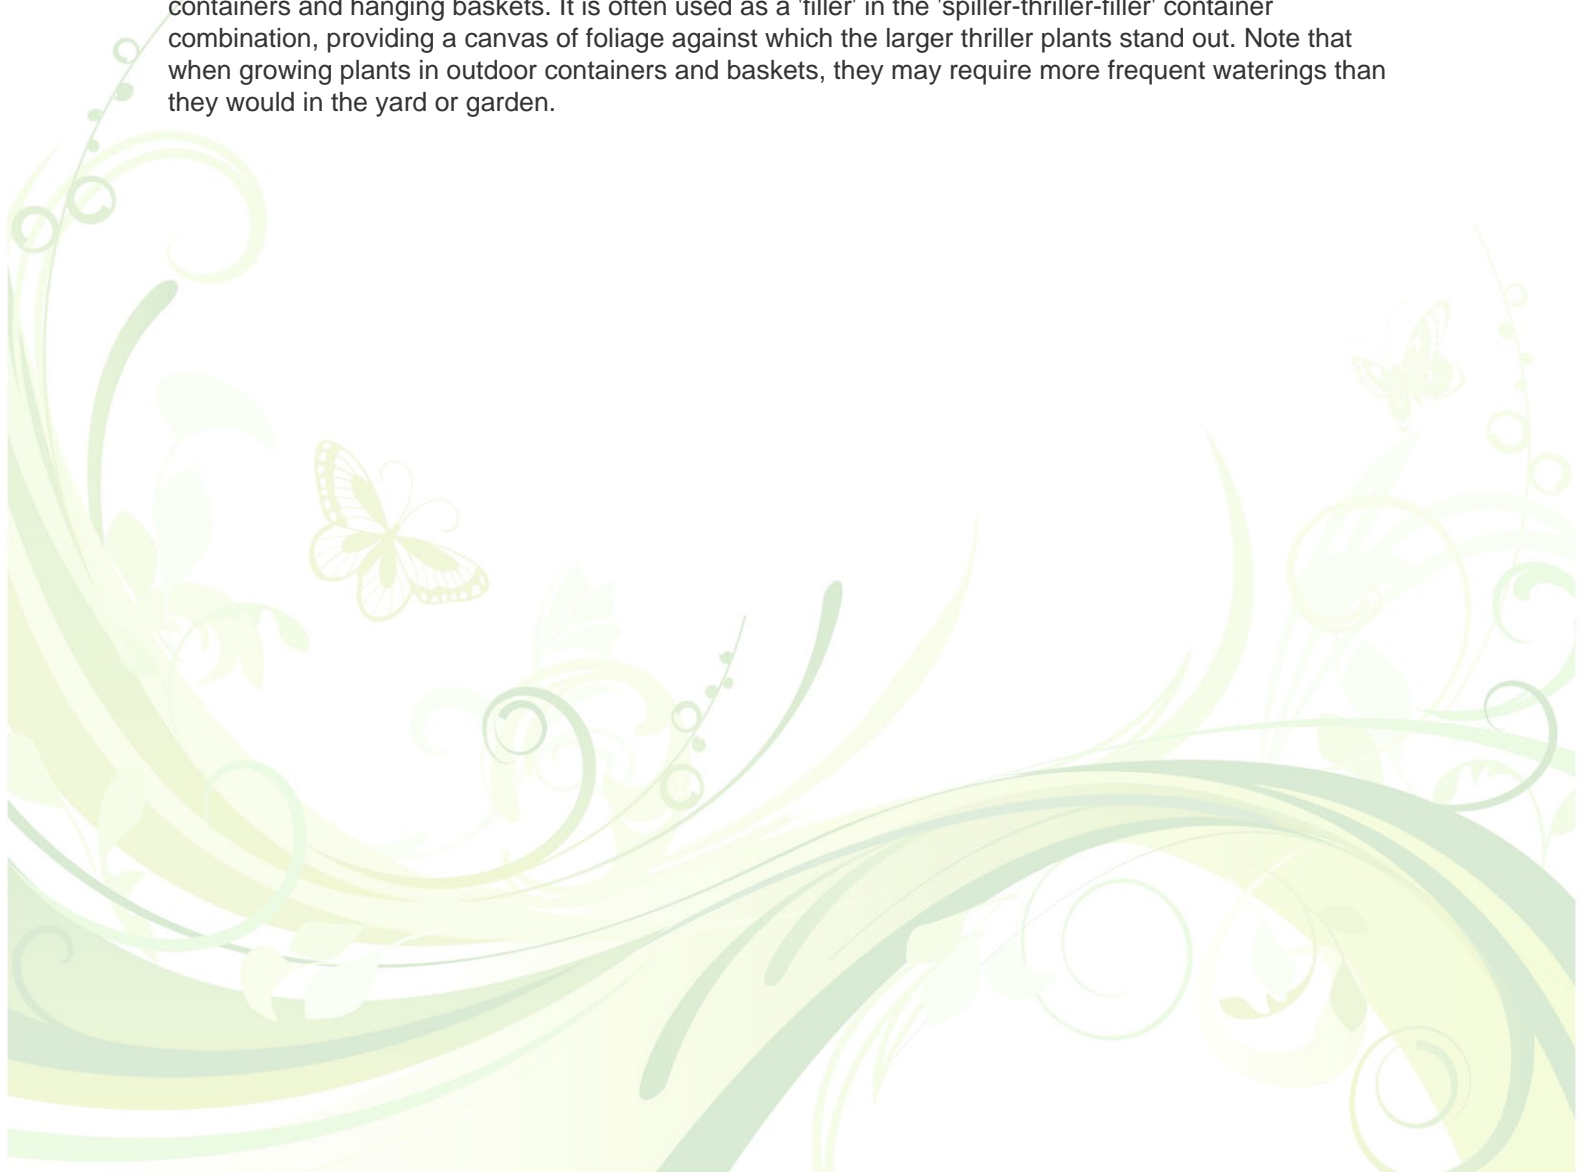 containers and hanging baskets. It is often used as a 'filler' in the 'spiller-thriller-filler' container
combination, providing a canvas of foliage against which the larger thriller plants stand out. Note that
when growing plants in outdoor containers and baskets, they may require more frequent waterings than
they would in the yard or garden.